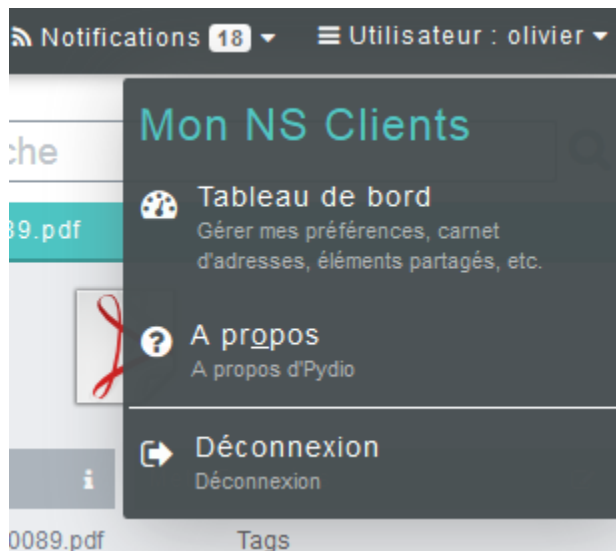 Notifications 18
Utilisateur : olivier
Mon NS Clients
che
Tableau de bord
39.pdf
Gérer mes préférences, carnet
d'adresses, éléments partagés, etc.
A propos
A propos d'Pydio
Déconnexion
Déconnexion
0089.pdf
Tags